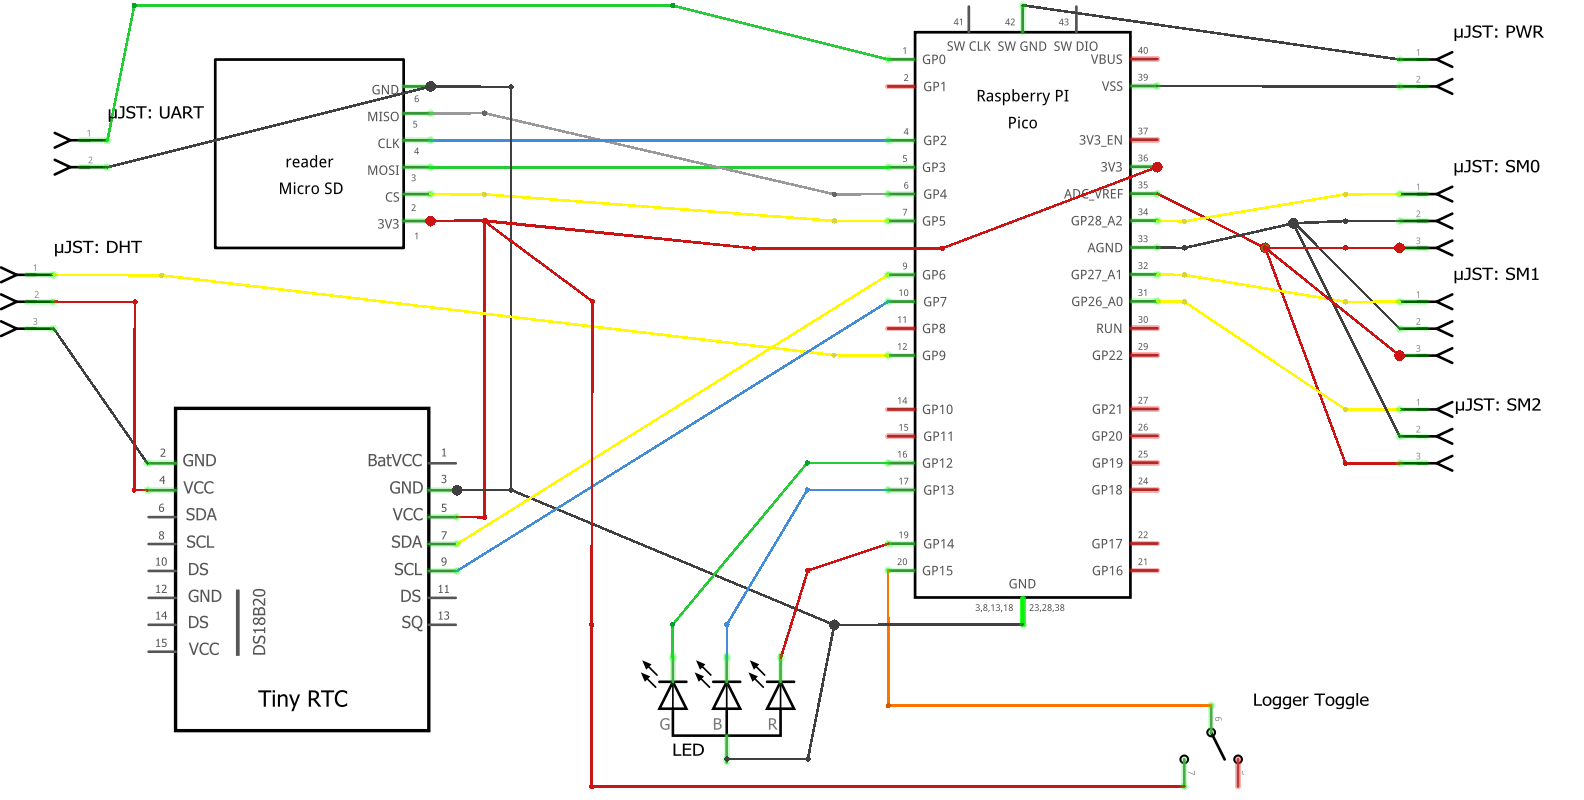 41 42 43
SW CLK SW GND SW DIO
µJST: PWR
1
2
µJST: UART
1
2
reader
Micro SD
GND 6
MISO 5
CLK 4
MOSI 3
CS 2
3V3 1
Raspberry PI
Pico
1 GP0
2 GP1
4 GP2
5 GP3
6 GP4
7 GP5
9 GP6
10 GP7
11 GP8
12 GP9
14 GP10
15 GP11
16 GP12
17 GP13
19 GP14
20 GP15
VBUS 40
VSS 39
3V3_EN 37
3V3 36
ADC_VREF 35
GP28_A2 34
AGND 33
GP27_A1 32
GP26_A0 31
RUN 30
GP22 29
GP21 27
GP20 26
GP19 25
GP18 24
GP17 22
GP16 21
GND
3,8,13,18 23,28,38
µJST: SM0
1
2
3
µJST: SM1
1
2
3
µJST: SM2
1
2
3
µJST: DHT
1
2
3
2 GND
4 VCC
6 SDA
8 SCL
10 DS
12 GND
14 DS
15 VCC
DS18B20
BatVCC 1
GND 3
VCC 5
SDA 7
SCL 9
DS 11
SQ 13
Tiny RTC
G B R
LED
Logger Toggle
6
7